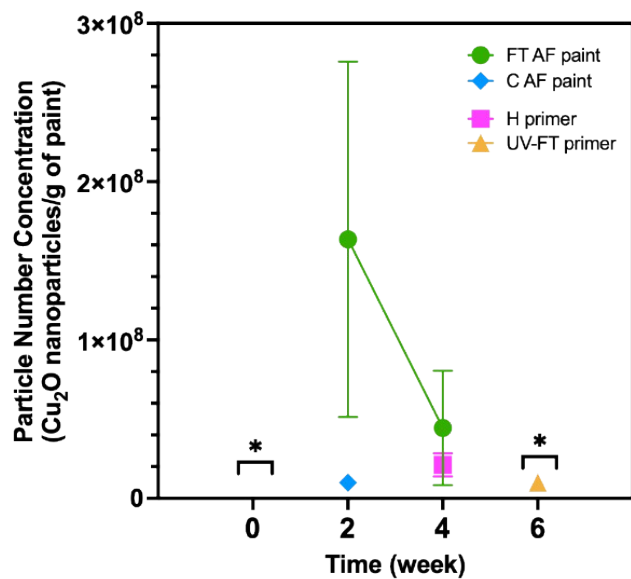 3×10⁸
2×10⁸
1×10⁸
0
Particle Number Concentration
(Cu₂O nanoparticles/g of paint)
FT AF paint
C AF paint
H primer
UV-FT primer
*
*
0 2 4 6
Time (week)